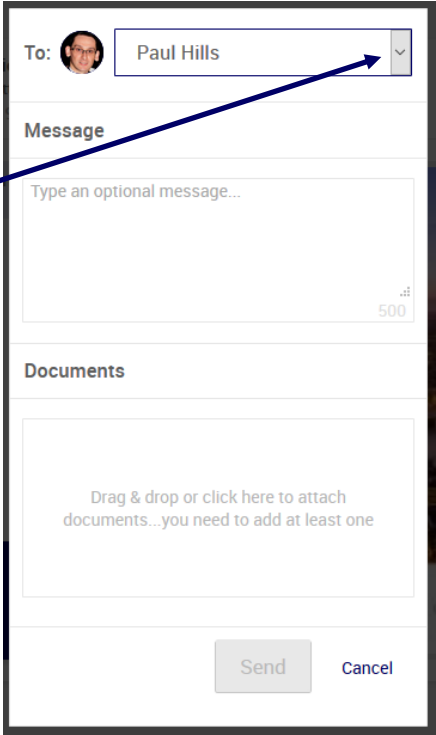 To: Paul Hills
Message
Type an optional message...
500
Documents
Drag & drop or click here to attach
documents...you need to add at least one
Send Cancel